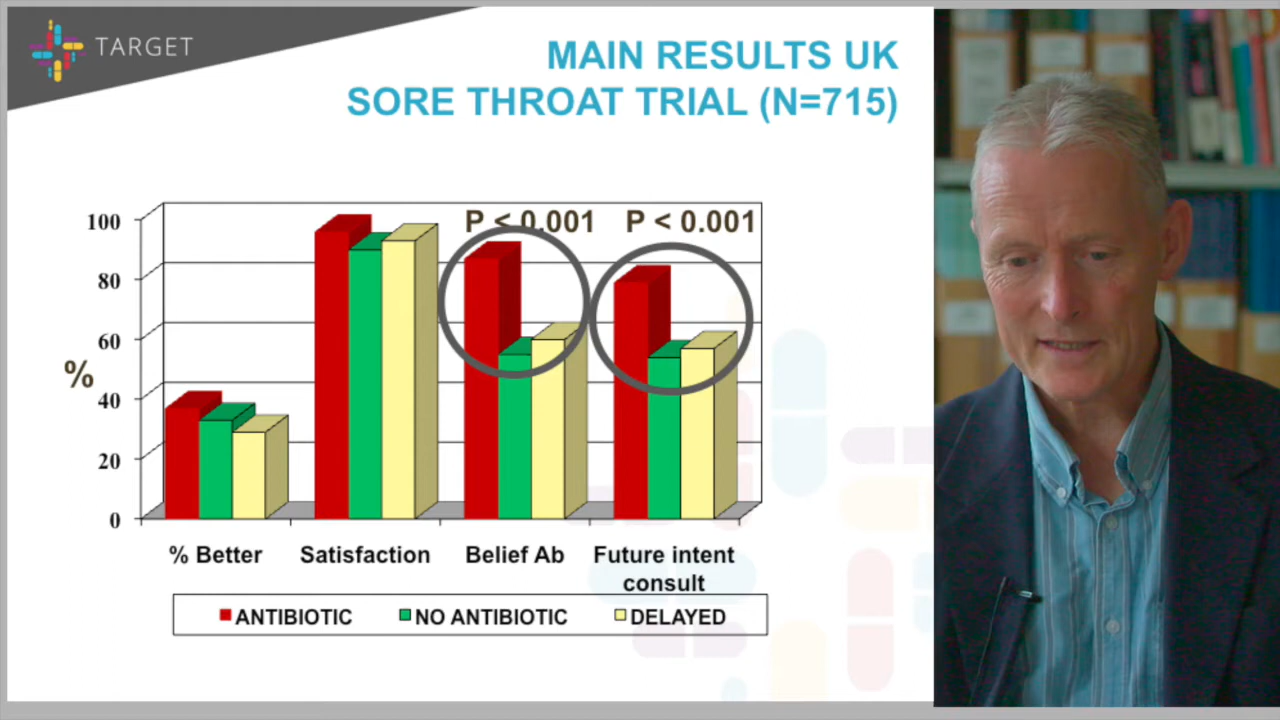 TARGET
MAIN RESULTS UK
SORE THROAT TRIAL (N=715)
P < 0.001 P < 0.001
100
80
60
%
40
20
0
% Better Satisfaction Belief Ab Future intent consult
ANTIBIOTIC NO ANTIBIOTIC DELAYED